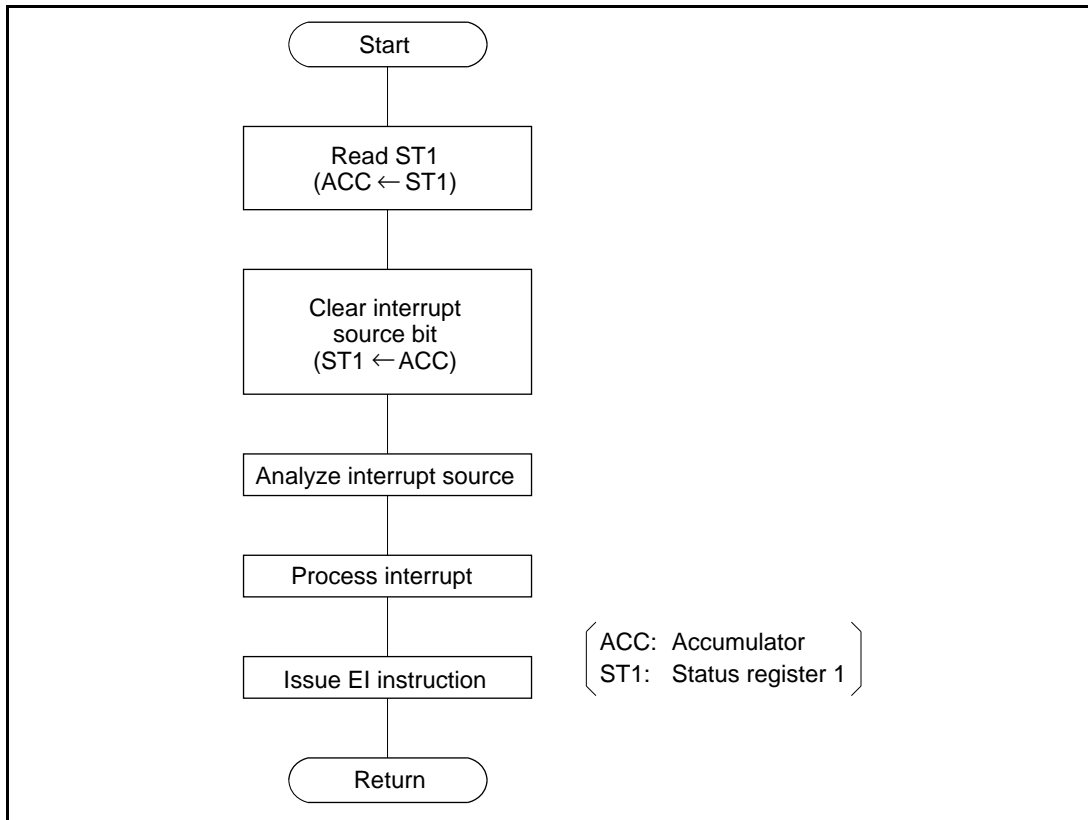 Start
Read ST1
(ACC ← ST1)
Clear interrupt
source bit
(ST1 ← ACC)
Analyze interrupt source
Process interrupt
Issue EI instruction
ACC: Accumulator
ST1: Status register 1
Return